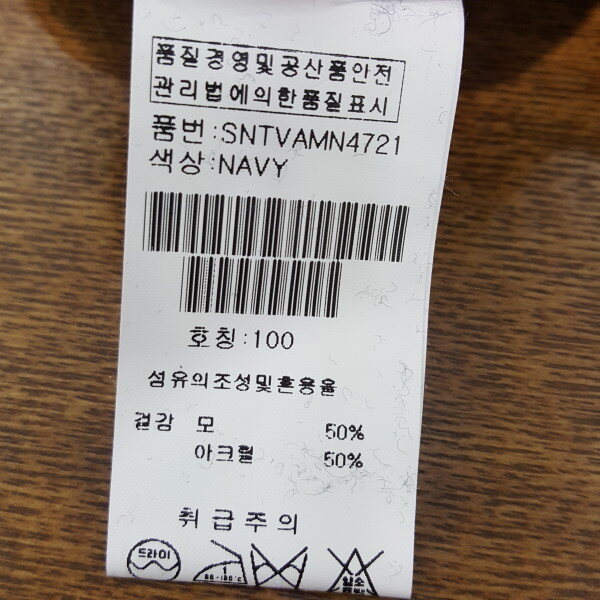 품질경영및공산품안전
관리법에의한품질표시
품번:SNTVAMN4721
색상:NAVY
호칭:100
섬유의조성및혼용율
겉감 모 50%
아크릴 50%
취급주의
드라이